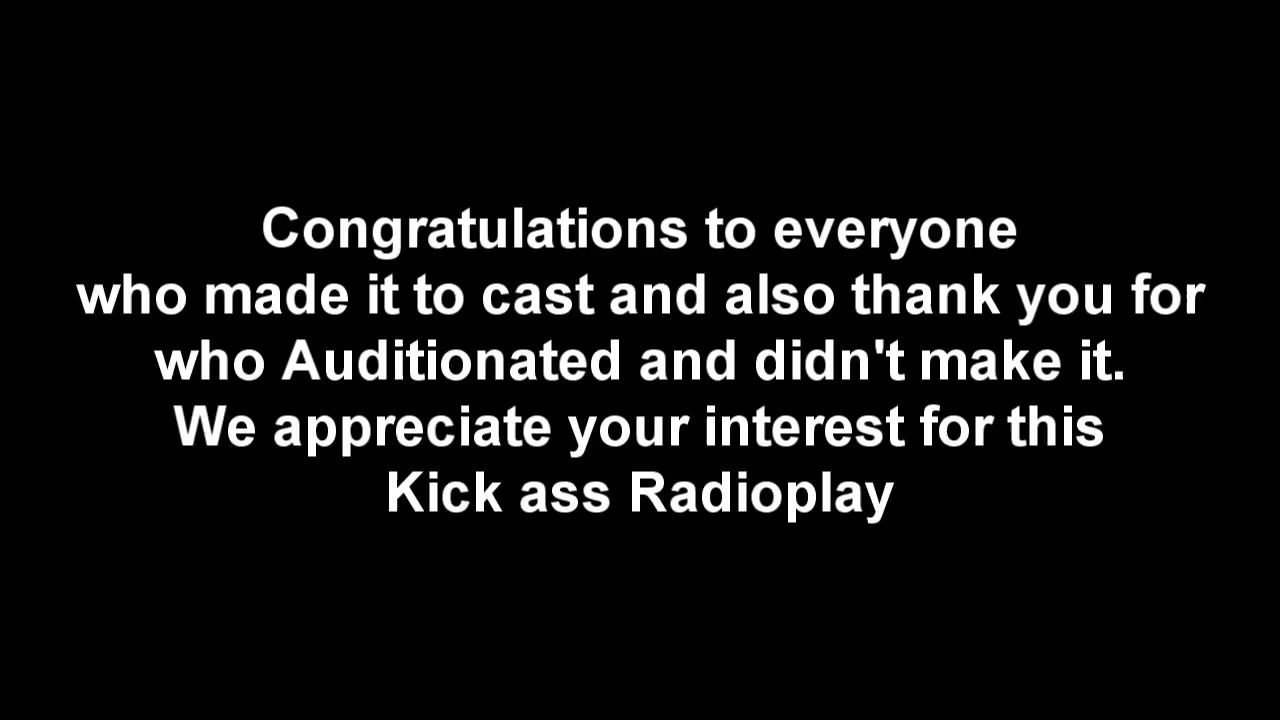 Congratulations to everyone
who made it to cast and also thank you for
who Auditionated and didn't make it.
We appreciate your interest for this
Kick ass Radioplay